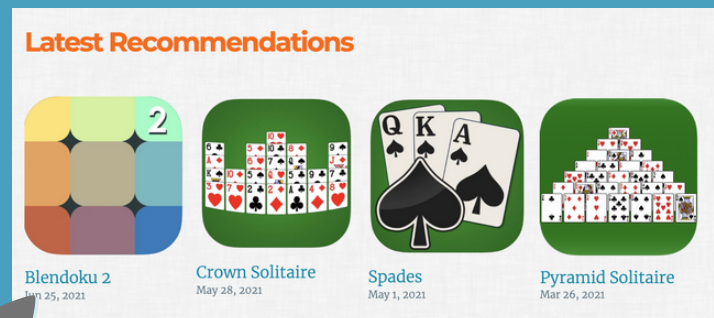 Latest Recommendations
2
Q K A
Blendoku 2
Jun 25, 2021
Crown Solitaire
May 28, 2021
Spades
May 1, 2021
Pyramid Solitaire
Mar 26, 2021